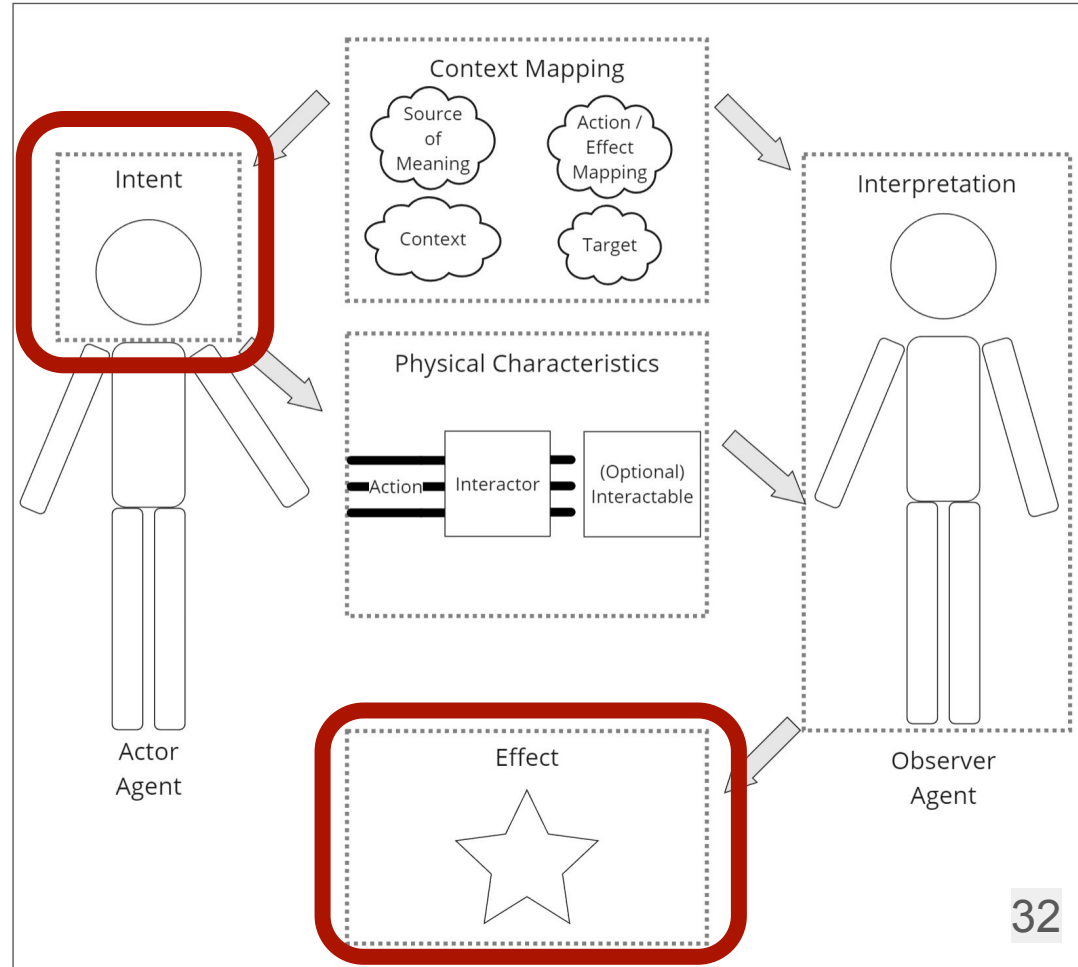 Context Mapping
Source
of
Meaning
Action /
Effect
Mapping
Context
Target
Intent
Interpretation
Physical Characteristics
Action
Interactor
(Optional)
Interactable
Actor
Agent
Effect
Observer
Agent
32